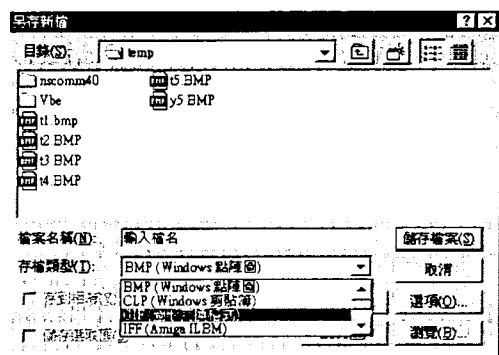 另存新檔
目錄(S): temp
nscomm40
Vbe
t1.bmp
t2.BMP
t3.BMP
t4.BMP
t5.BMP
y5.BMP
檔案名稱(N): 輸入檔名
儲存檔案(S)
存檔類型(T): BMP (Windows 點陣圖)
取消
BMP (Windows 點陣圖)
CLP (Windows 剪貼簿)
IFF (Amiga ILBM)
選項(O)...
瀏覽(B)...